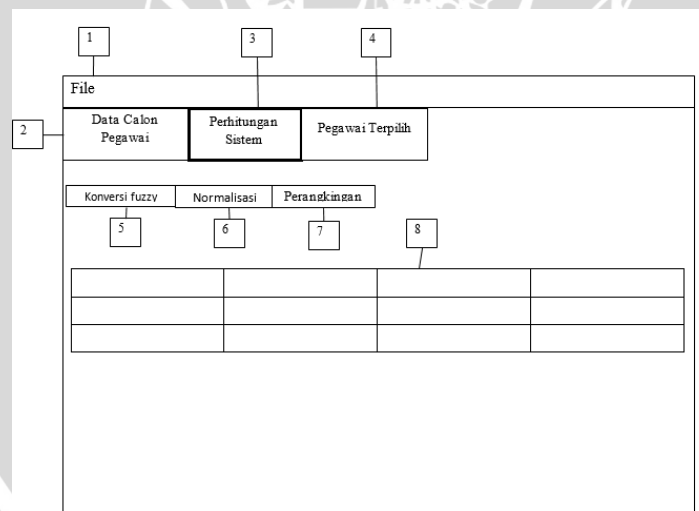 1
3
4
File
2
Data Calon
Pegawai
Perhitungan
Sistem
Pegawai Terpilih
Konversi fuzzy
Normalisasi
Perangkingan
5
6
7
8